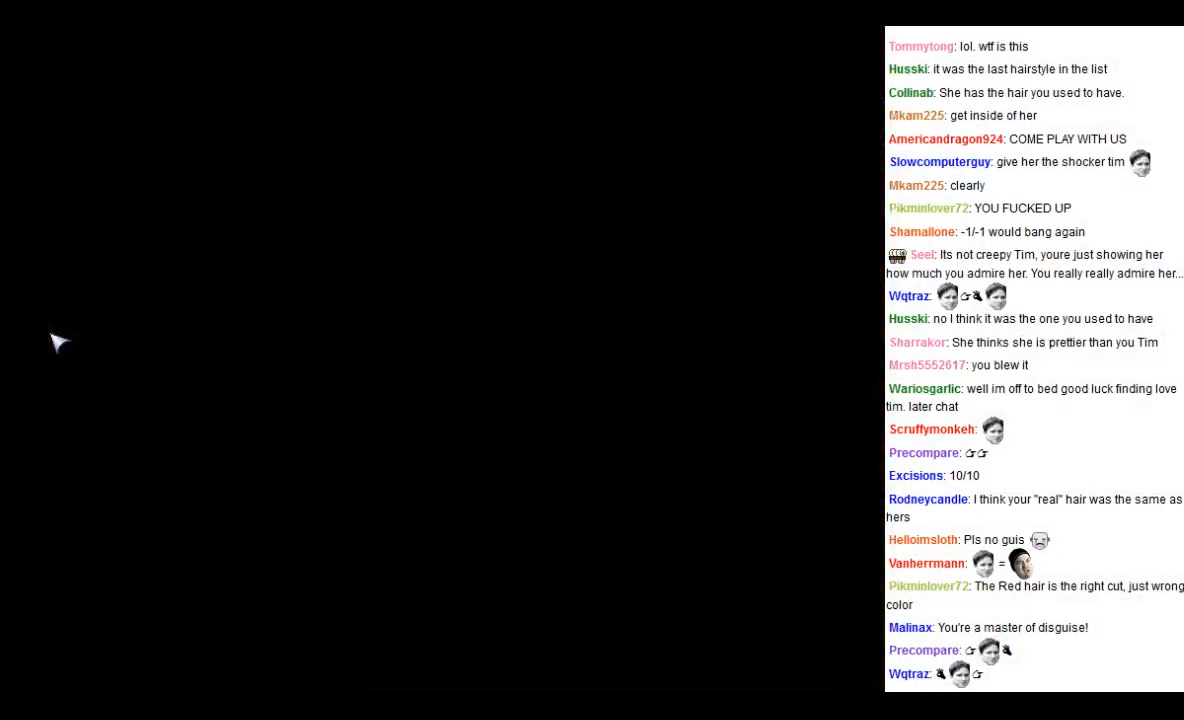 Tommytong: lol. wtf is this
Husski: it was the last hairstyle in the list
Collinab: She has the hair you used to have.
Mkam225: get inside of her
Americandragon924: COME PLAY WITH US
Slowcomputerguy: give her the shocker tim
Mkam225: clearly
Pikminlover72: YOU FUCKED UP
Shamallone: -1/-1 would bang again
Seel: Its not creepy Tim, youre just showing her
how much you admire her. You really really admire her...
Wqtraz:
Husski: no I think it was the one you used to have
Sharrakor: She thinks she is prettier than you Tim
Mrsh5552617: you blew it
Wariosgarlic: well im off to bed good luck finding love
tim. later chat
Scruffymonkeh:
Precompare:
Excisions: 10/10
Rodneycandle: I think your "real" hair was the same as
hers
Helloimsloth: Pls no guis
Vanherrmann: =
Pikminlover72: The Red hair is the right cut, just wrong
color
Malinax: You're a master of disguise!
Precompare:
Wqtraz: